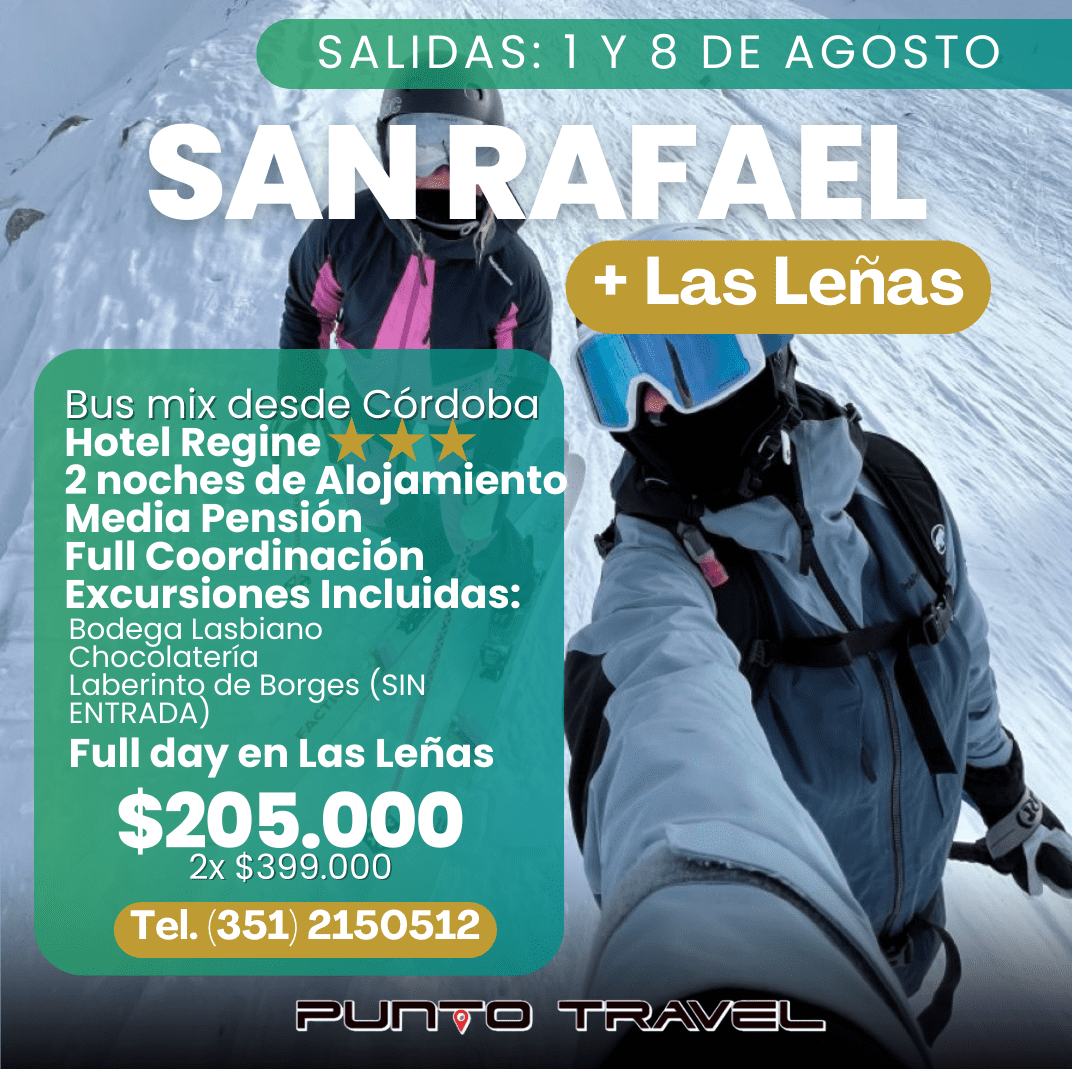 SALIDAS: 1 Y 8 DE AGOSTO
SAN RAFAEL
+ Las Leñas
Bus mix desde Córdoba
Hotel Regine
2 noches de Alojamiento
Media Pensión
Full Coordinación
Excursiones Incluidas:
Bodega Lasbiano
Chocolatería
Laberinto de Borges (SIN
ENTRADA)
Full day en Las Leñas
$205.000
2x $399.000
Tel. (351) 2150512
PUNTO TRAVEL